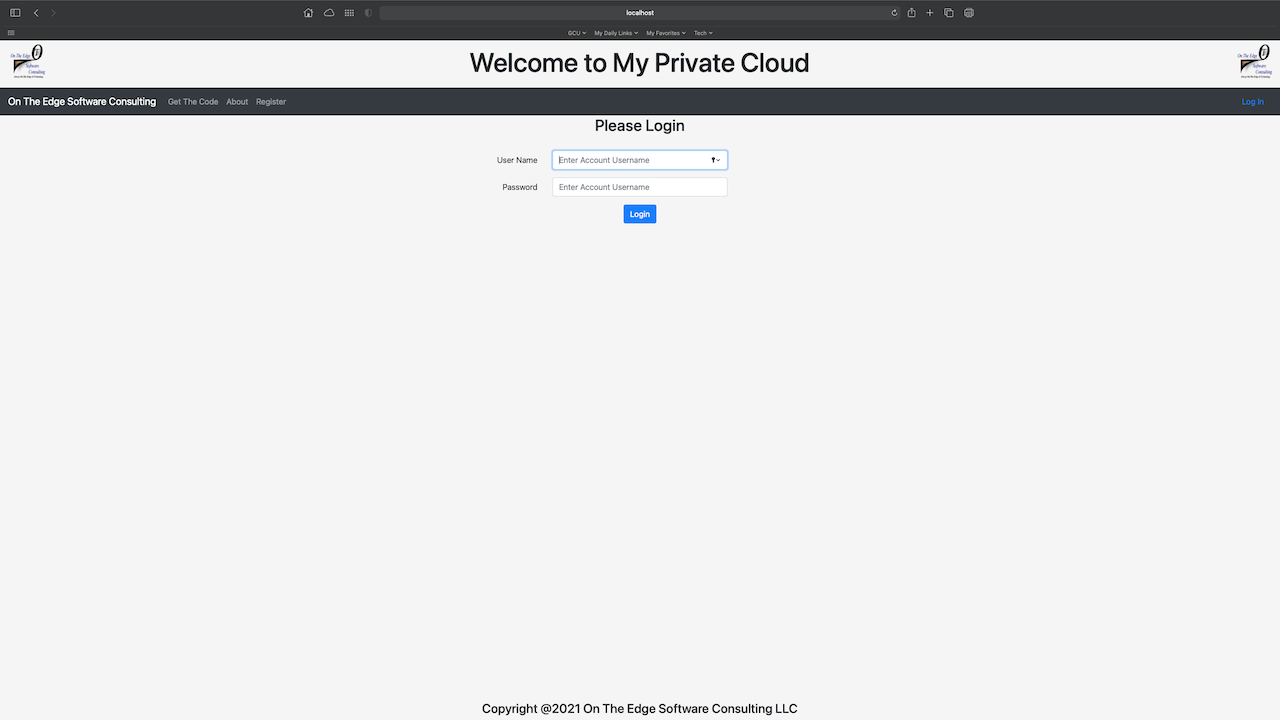 localhost
GCU My Daily Links My Favorites Tech
On The Edge
Software
Consulting
Welcome to My Private Cloud
On The Edge
Software
Consulting
On The Edge Software Consulting Get The Code About Register Log In
Please Login
User Name Enter Account Username
Password Enter Account Username
Login
Copyright @2021 On The Edge Software Consulting LLC